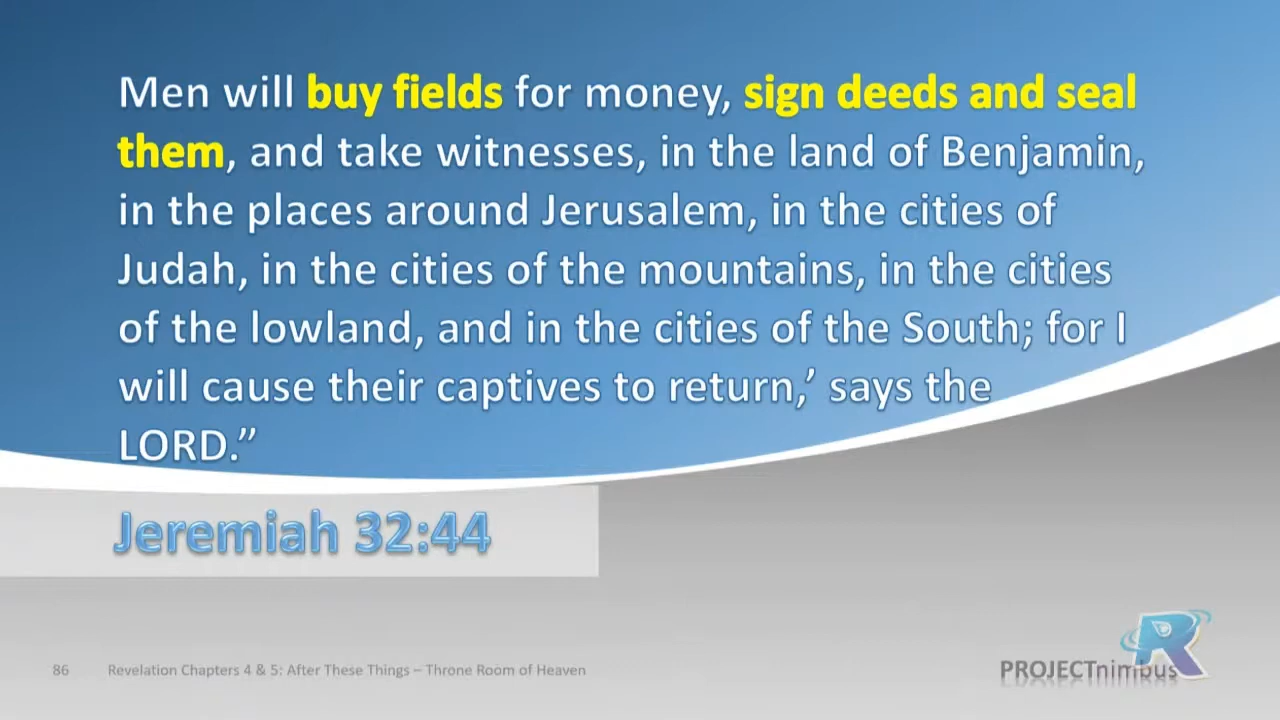 Men will buy fields for money, sign deeds and seal
them, and take witnesses, in the land of Benjamin,
in the places around Jerusalem, in the cities of
Judah, in the cities of the mountains, in the cities
of the lowland, and in the cities of the South; for I
will cause their captives to return,’ says the
LORD.”
Jeremiah 32:44
86 Revelation Chapters 4 & 5: After These Things – Throne Room of Heaven
PROJECTnimbus
R